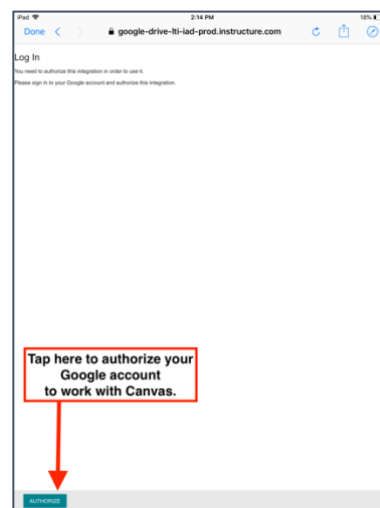 iPad 2:14 PM 18%
Done google-drive-lti-iad-prod.instructure.com
Log In
You need to authorize this integration in order to use it.
Please sign in to your Google account and authorize this integration.
Tap here to authorize your
Google account
to work with Canvas.
AUTHORIZE